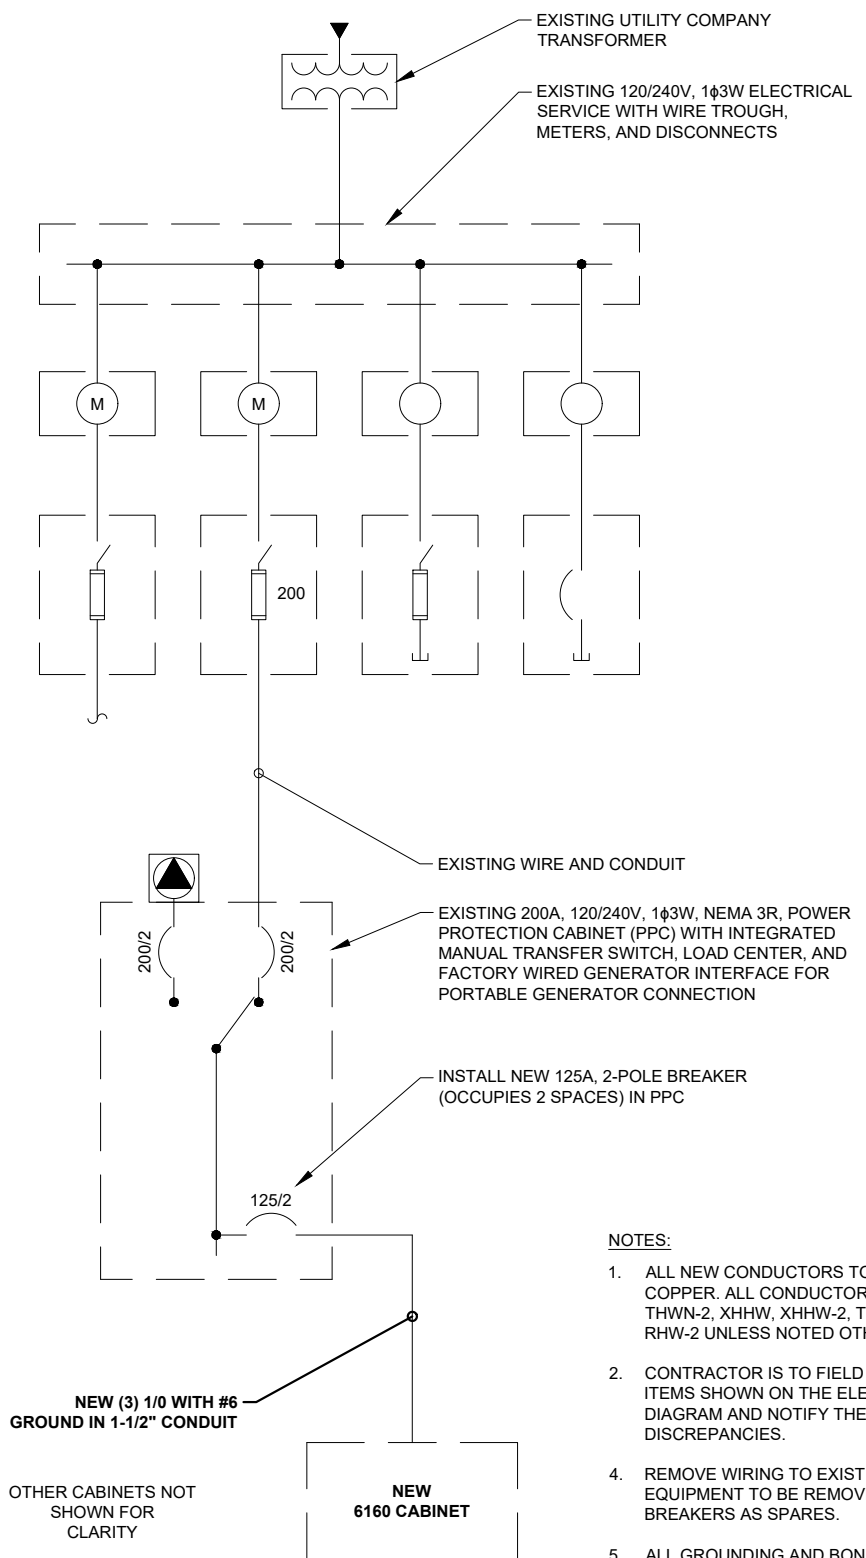 EXISTING UTILITY COMPANY
TRANSFORMER
EXISTING 120/240V, 1ϕ3W ELECTRICAL
SERVICE WITH WIRE TROUGH,
METERS, AND DISCONNECTS
M
M
200
EXISTING WIRE AND CONDUIT
200/2
200/2
EXISTING 200A, 120/240V, 1ϕ3W, NEMA 3R, POWER
PROTECTION CABINET (PPC) WITH INTEGRATED
MANUAL TRANSFER SWITCH, LOAD CENTER, AND
FACTORY WIRED GENERATOR INTERFACE FOR
PORTABLE GENERATOR CONNECTION
INSTALL NEW 125A, 2-POLE BREAKER
(OCCUPIES 2 SPACES) IN PPC
125/2
NEW (3) 1/0 WITH #6
GROUND IN 1-1/2" CONDUIT
OTHER CABINETS NOT
SHOWN FOR
CLARITY
NEW
6160 CABINET
NOTES:
1. ALL NEW CONDUCTORS TO
COPPER. ALL CONDUCTOR
THWN-2, XHHW, XHHW-2, T
RHW-2 UNLESS NOTED OT
2. CONTRACTOR IS TO FIELD
ITEMS SHOWN ON THE ELE
DIAGRAM AND NOTIFY THE
DISCREPANCIES.
4. REMOVE WIRING TO EXIST
EQUIPMENT TO BE REMOV
BREAKERS AS SPARES.
5. ALL GROUNDING AND BON